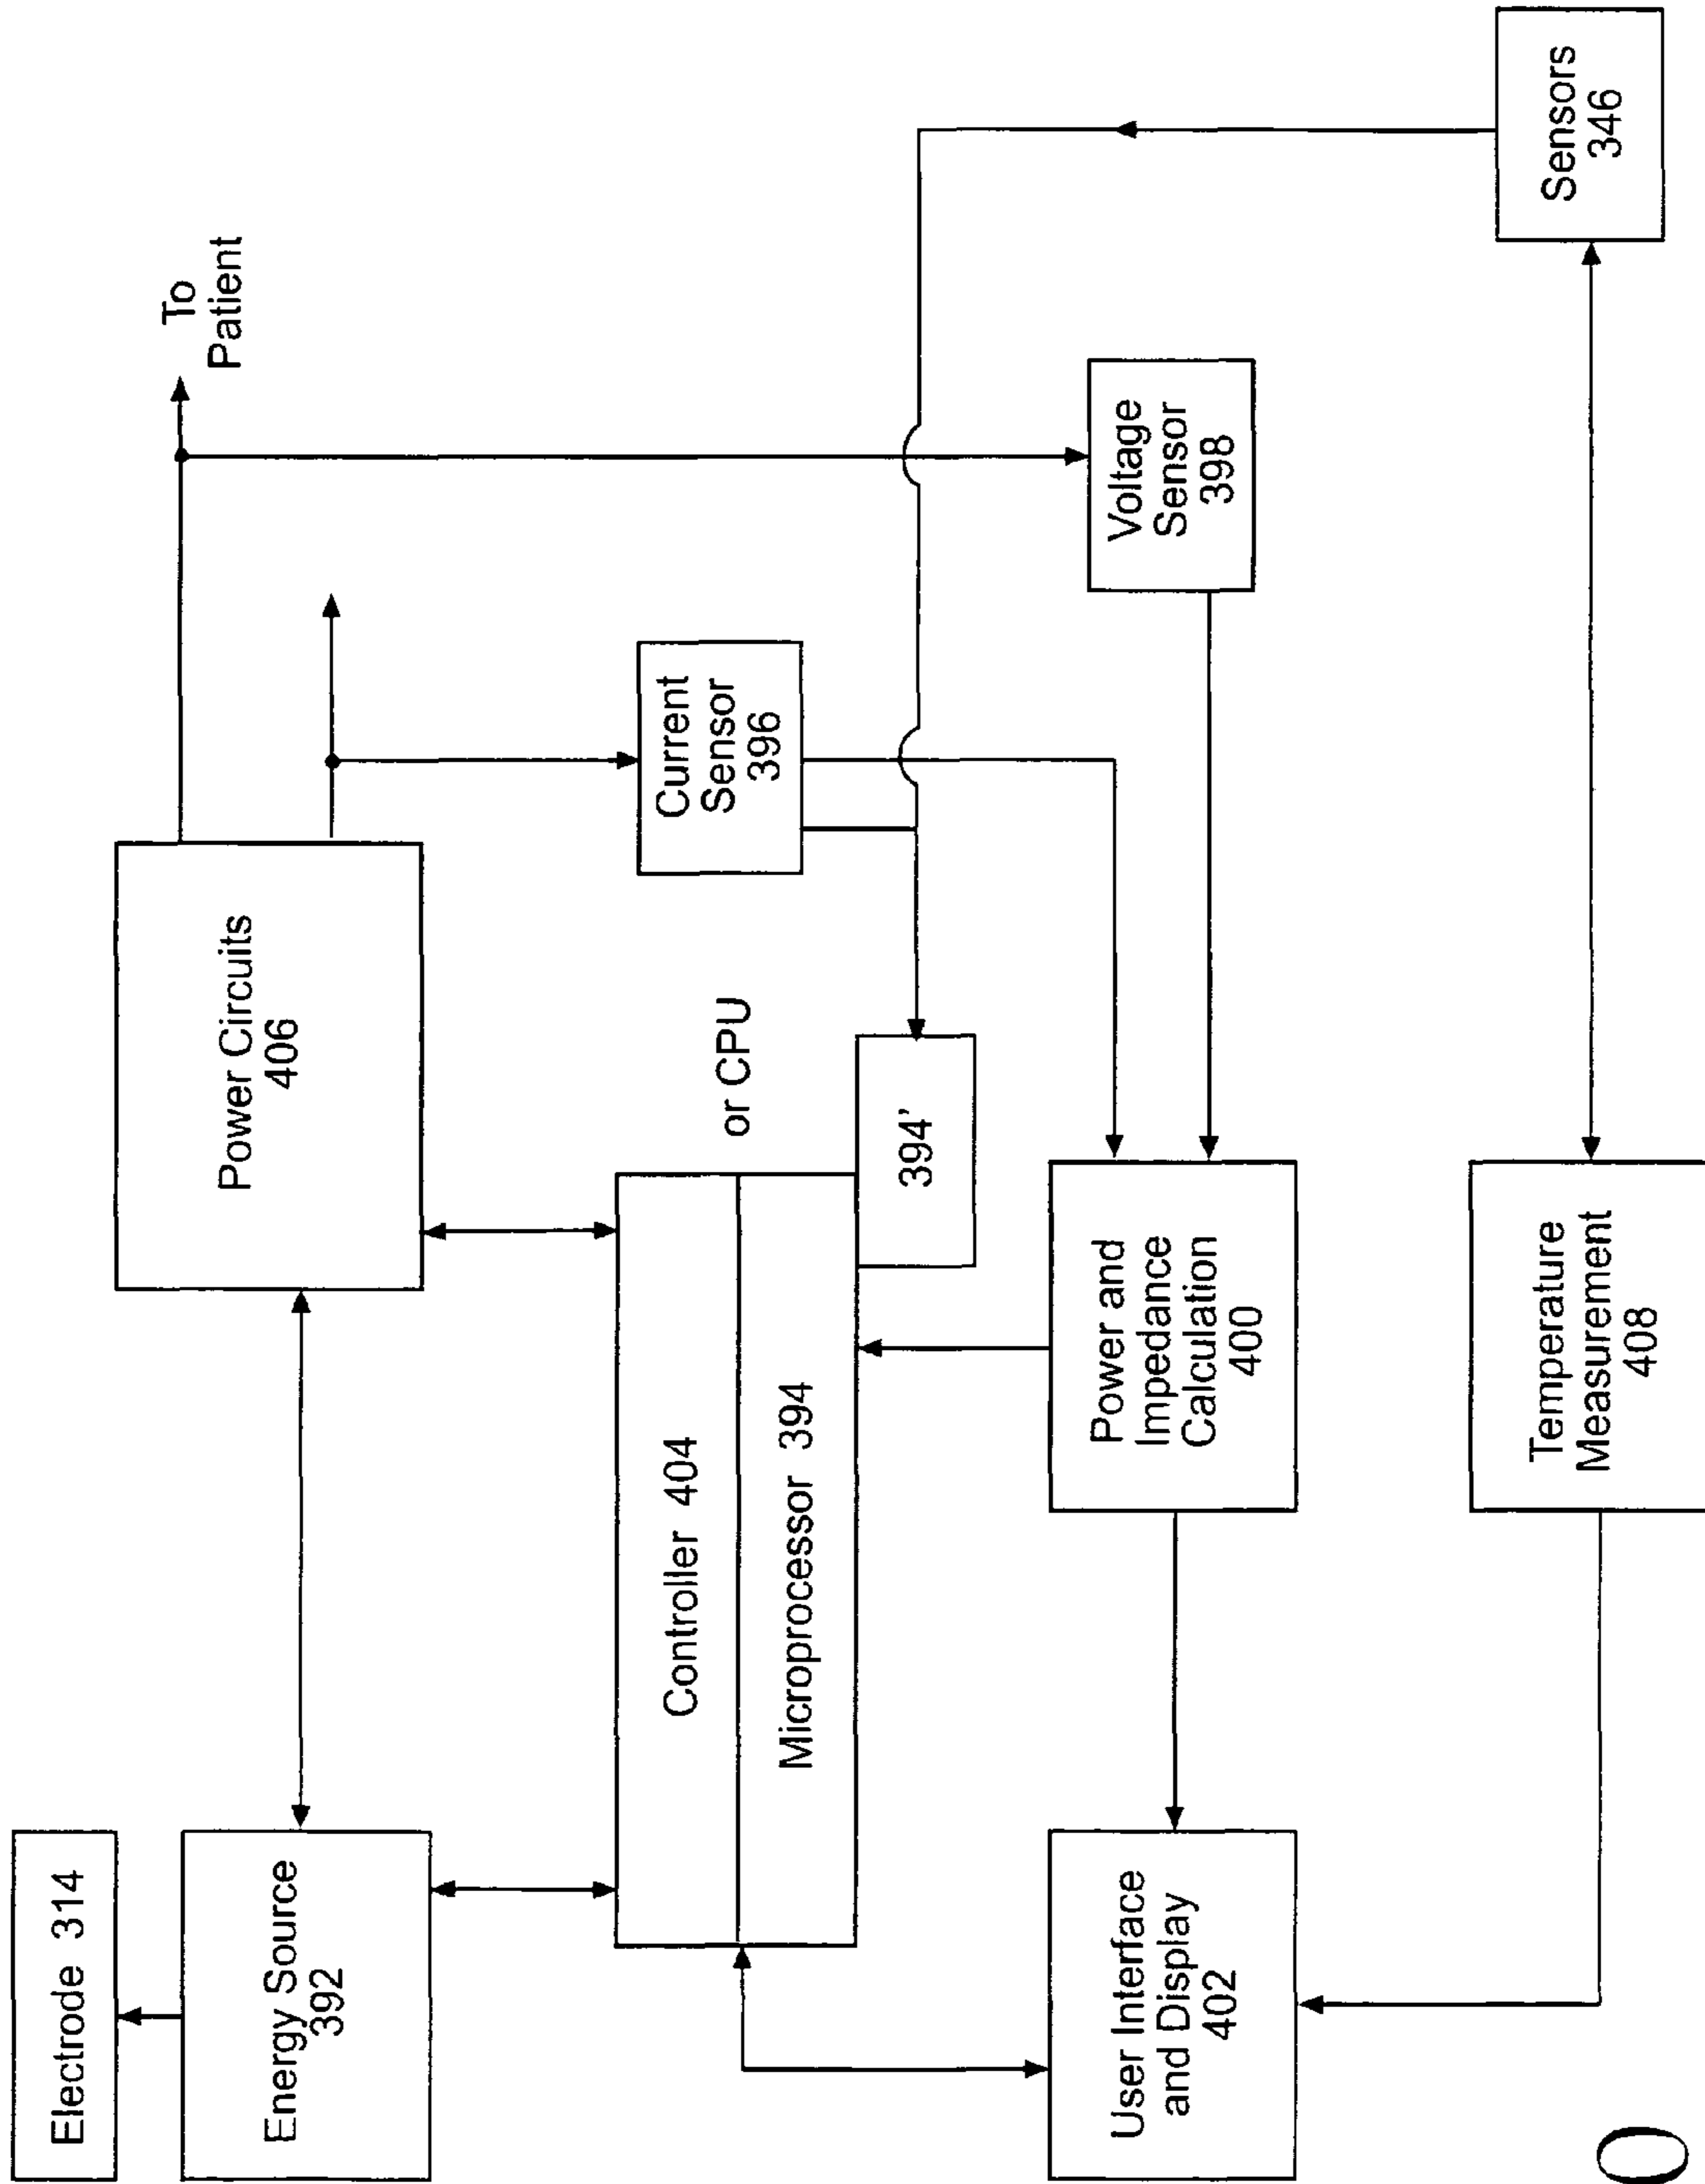 Electrode 314
Energy Source
392
Power Circuits
406
To
Patient
Controller 404
Microprocessor 394
or CPU
394'
Current
Sensor
396
Voltage
Sensor
398
User Interface
and Display
402
Power and
Impedance
Calculation
400
Temperature
Measurement
408
Sensors
346
0